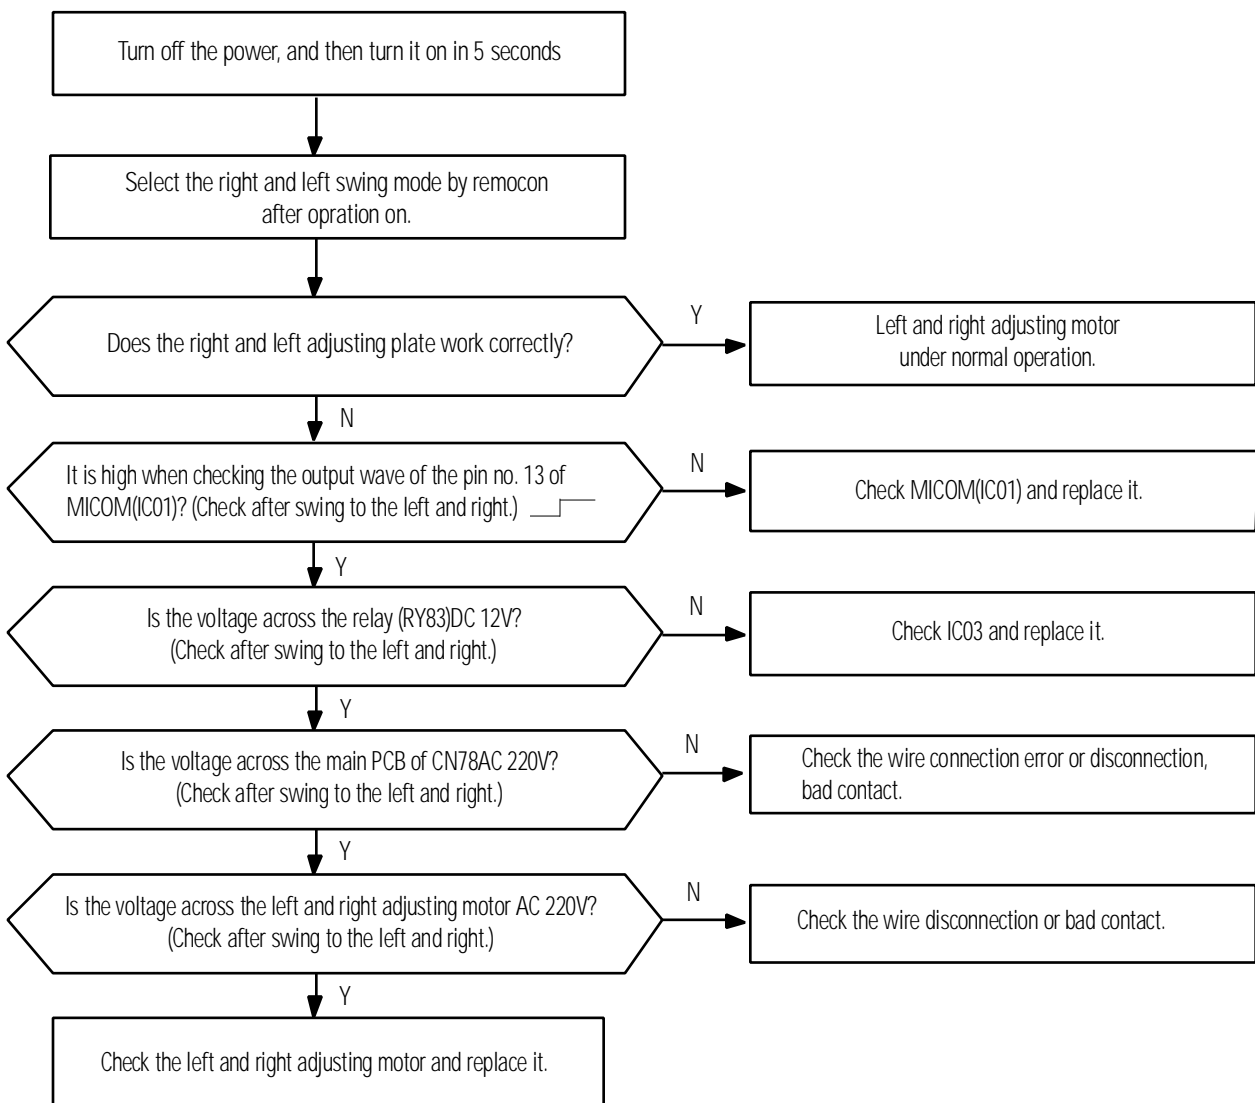 Turn off the power, and then turn it on in 5 seconds
Select the right and left swing mode by remocon
after opration on.
Does the right and left adjusting plate work correctly?
Y
Left and right adjusting motor
under normal operation.
N
It is high when checking the output wave of the pin no. 13 of
MICOM(IC01)? (Check after swing to the left and right.)
N
Check MICOM(IC01) and replace it.
Y
Is the voltage across the relay (RY83)DC 12V?
(Check after swing to the left and right.)
N
Check IC03 and replace it.
Y
Is the voltage across the main PCB of CN78AC 220V?
(Check after swing to the left and right.)
N
Check the wire connection error or disconnection,
bad contact.
Y
Is the voltage across the left and right adjusting motor AC 220V?
(Check after swing to the left and right.)
N
Check the wire disconnection or bad contact.
Y
Check the left and right adjusting motor and replace it.